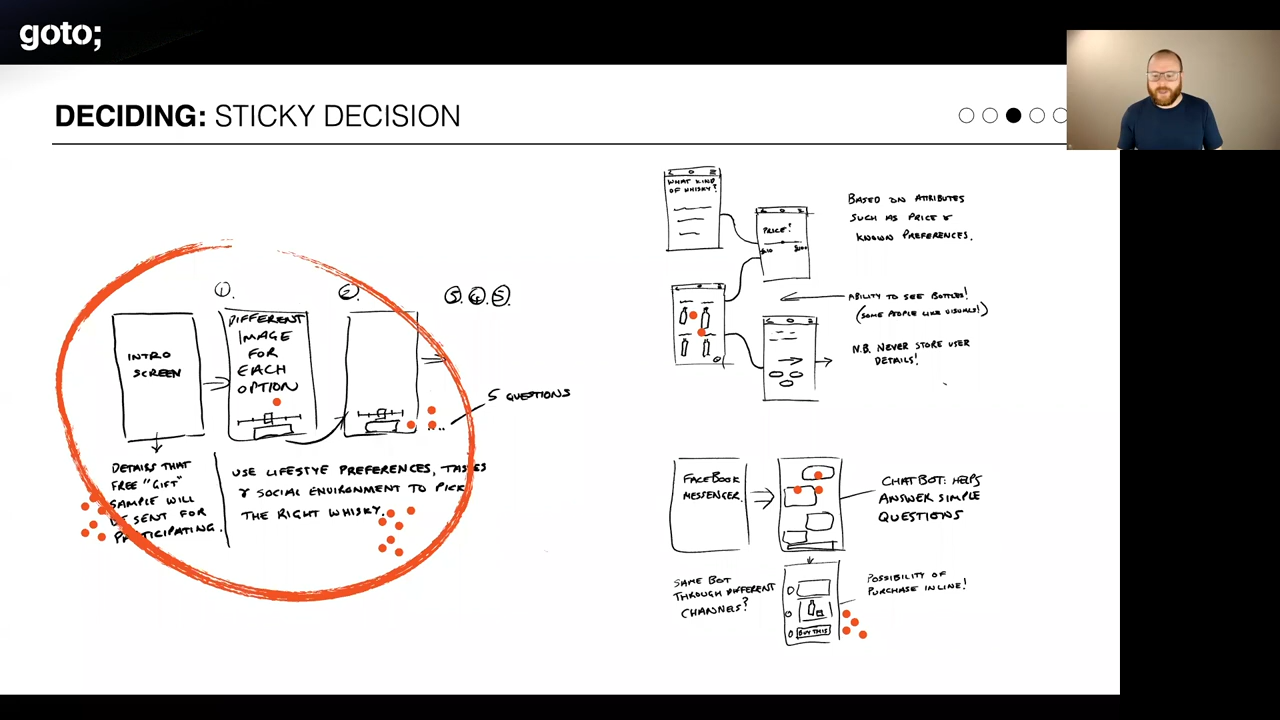 goto;
DECIDING: STICKY DECISION
WHAT KIND
OF WHISKY?
PRICE?
$10 $100
BASED ON ATTRIBUTES
SUCH AS PRICE &
KNOWN PREFERENCES.
ABILITY TO SEE BOTTLES!
(SOME PEOPLE LIKE VISUALS!)
N.B. NEVER STORE USER
DETAILS!
1.
2.
3. 4. 5.
INTRO
SCREEN
DIFFERENT
IMAGE
FOR
EACH
OPTION
5 QUESTIONS
DETAILS THAT
FREE "GIFT"
SAMPLE WILL
BE SENT FOR
PARTICIPATING.
USE LIFESTYE PREFERENCES, TASTES
& SOCIAL ENVIRONMENT TO PICK
THE RIGHT WHISKY.
FACEBOOK
MESSENGER.
CHATBOT: HELPS
ANSWER SIMPLE
QUESTIONS
SAME BOT
THROUGH DIFFERENT
CHANNELS?
POSSIBILITY OF
PURCHASE INLINE!
BUY THIS